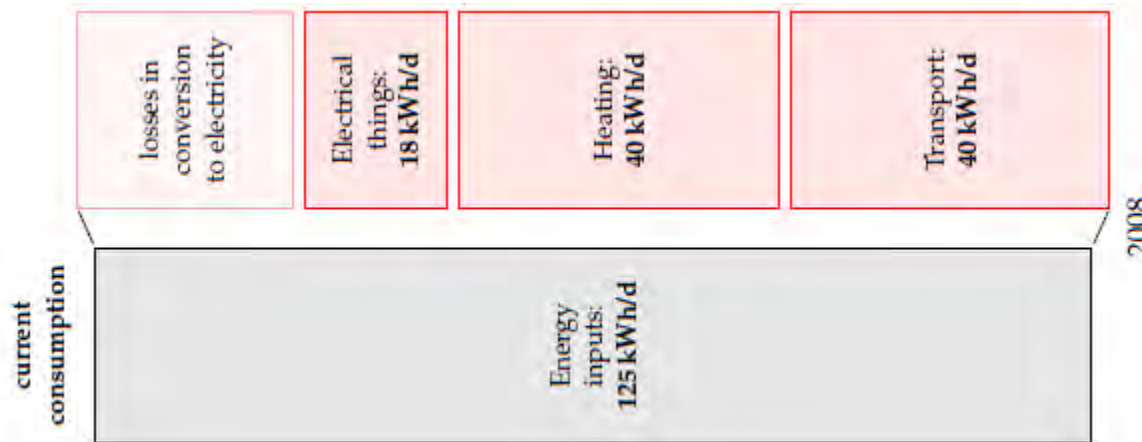 current
consumption
Energy
inputs:
125 kWh/d
losses in
conversion
to electricity
Electrical
things:
18 kWh/d
Heating:
40 kWh/d
Transport:
40 kWh/d
2008